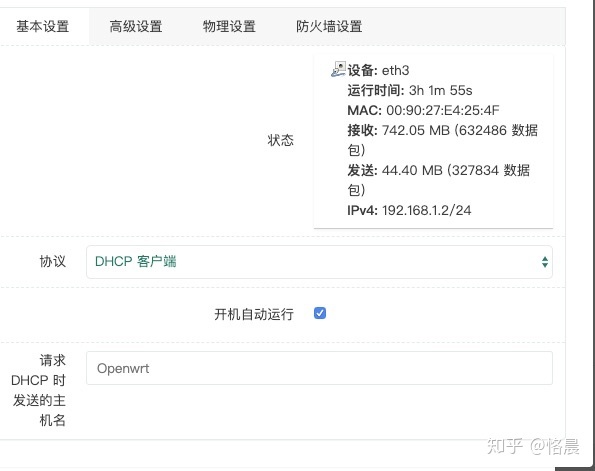 基本设置 高级设置 物理设置 防火墙设置
状态
设备: eth3
运行时间: 3h 1m 55s
MAC: 00:90:27:E4:25:4F
接收: 742.05 MB (632486 数据
包)
发送: 44.40 MB (327834 数据
包)
IPv4: 192.168.1.2/24
协议 DHCP 客户端
开机自动运行
请求
DHCP 时
发送的主
机名
Openwrt
知乎 @恪晨